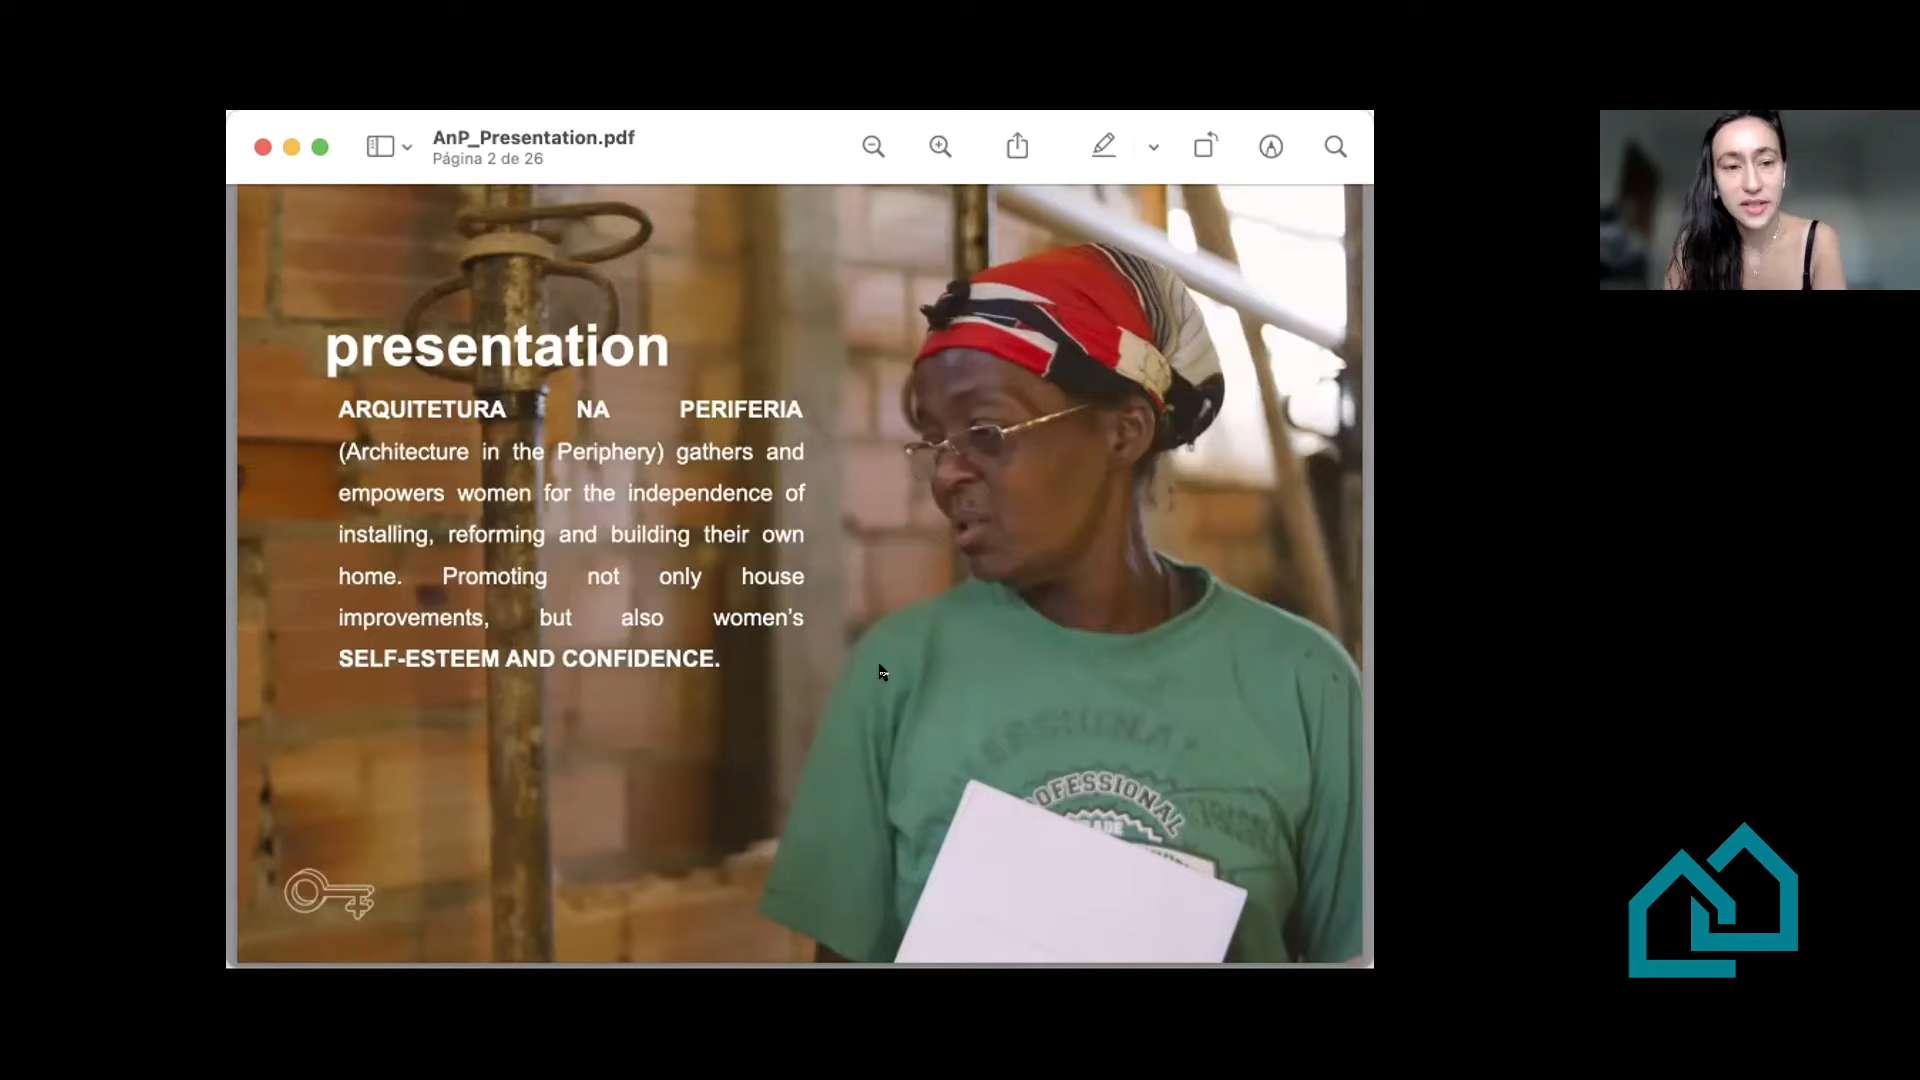 AnP_Presentation.pdf
Página 2 de 26
presentation
ARQUITETURA NA PERIFERIA
(Architecture in the Periphery) gathers and
empowers women for the independence of
installing, reforming and building their own
home. Promoting not only house
improvements, but also women’s
SELF-ESTEEM AND CONFIDENCE.